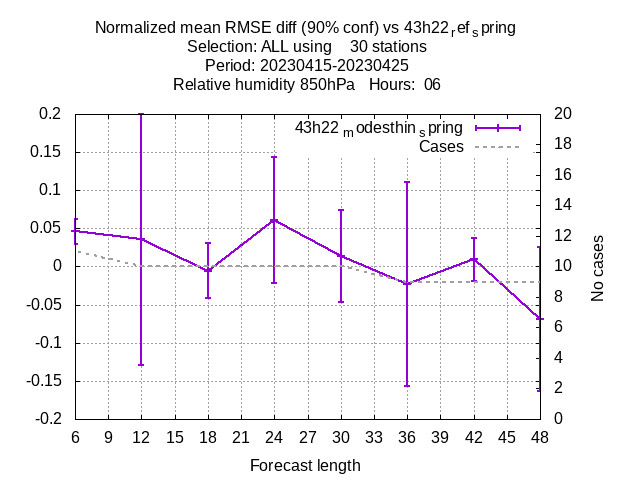 Normalized mean RMSE diff (90% conf) vs 43h22refspring
Selection: ALL using 30 stations
Period: 20230415-20230425
Relative humidity 850hPa Hours: 06
43h22modesthinspring
Cases
0.2 20
18
0.15
16
0.1
14
0.05 12
0 10
8
-0.05
6
-0.1
4
-0.15
2
-0.2 0
No cases
6 9 12 15 18 21 24 27 30 33 36 39 42 45 48
Forecast length